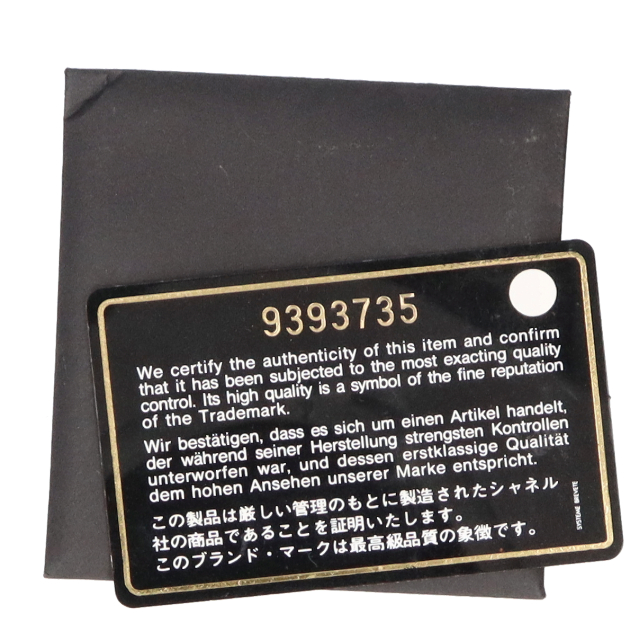 9393735
We certify the authenticity of this item and confirm
that it has been subjected to the most exacting quality
control. Its high quality is a symbol of the fine reputation
of the Trademark.
Wir bestätigen, dass es sich um einen Artikel handelt,
der während seiner Herstellung strengsten Kontrollen
unterworfen war, und dessen erstklassige Qualität
dem hohen Ansehen unserer Marke entspricht.
この製品は厳しい管理のもとに製造されたシャネル
社の商品であることを証明いたします。
このブランド・マークは最高級品質の象徴です。
SYSTEME BREVETE